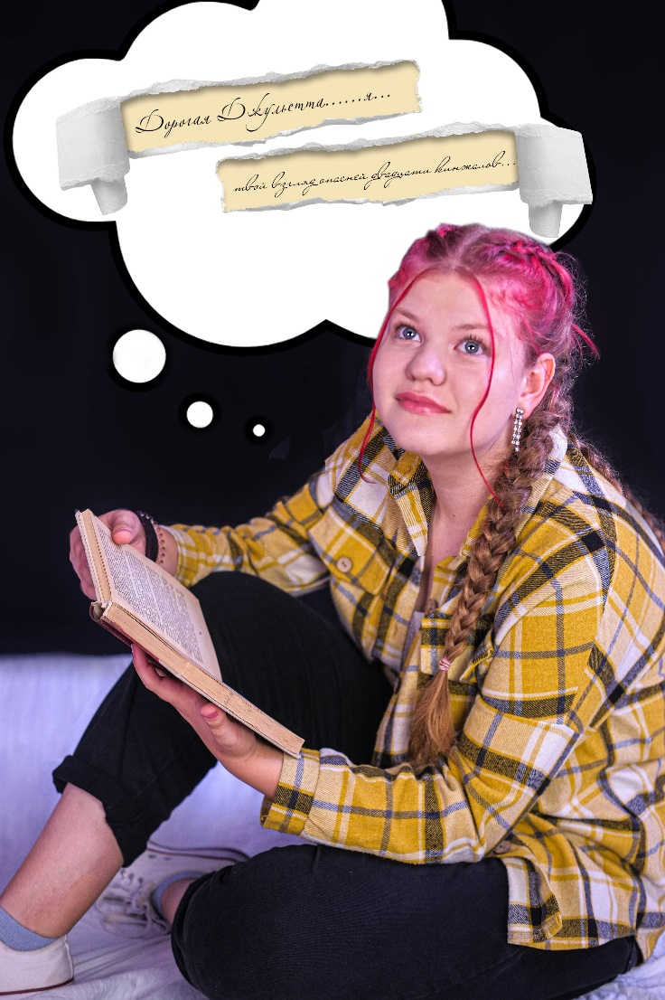 Дорогая Джульетта......я...
твой взгляд опасней двадцати кинжалов...